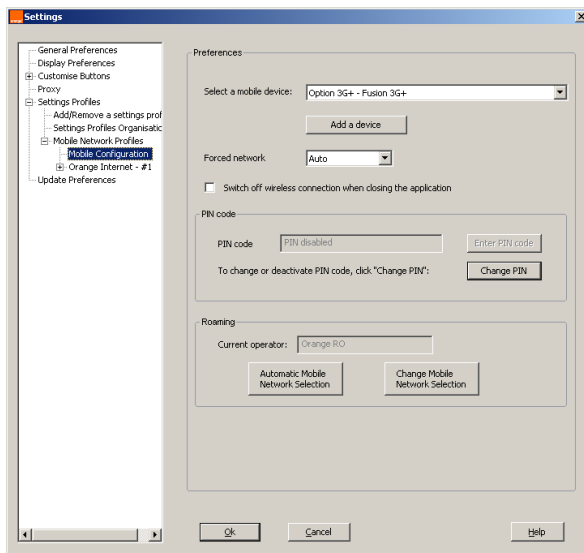 Settings
General Preferences
Display Preferences
Customise Buttons
Proxy
Settings Profiles
Add/Remove a settings prof
Settings Profiles Organisatic
Mobile Network Profiles
Mobile Configuration
Orange Internet - #1
Update Preferences
Preferences
Select a mobile device:
Option 3G+ - Fusion 3G+
Add a device
Forced network
Auto
Switch off wireless connection when closing the application
PIN code
PIN code
PIN disabled
Enter PIN code
To change or deactivate PIN code, click "Change PIN":
Change PIN
Roaming
Current operator:
Orange RO
Automatic Mobile
Network Selection
Change Mobile
Network Selection
Ok
Cancel
Help